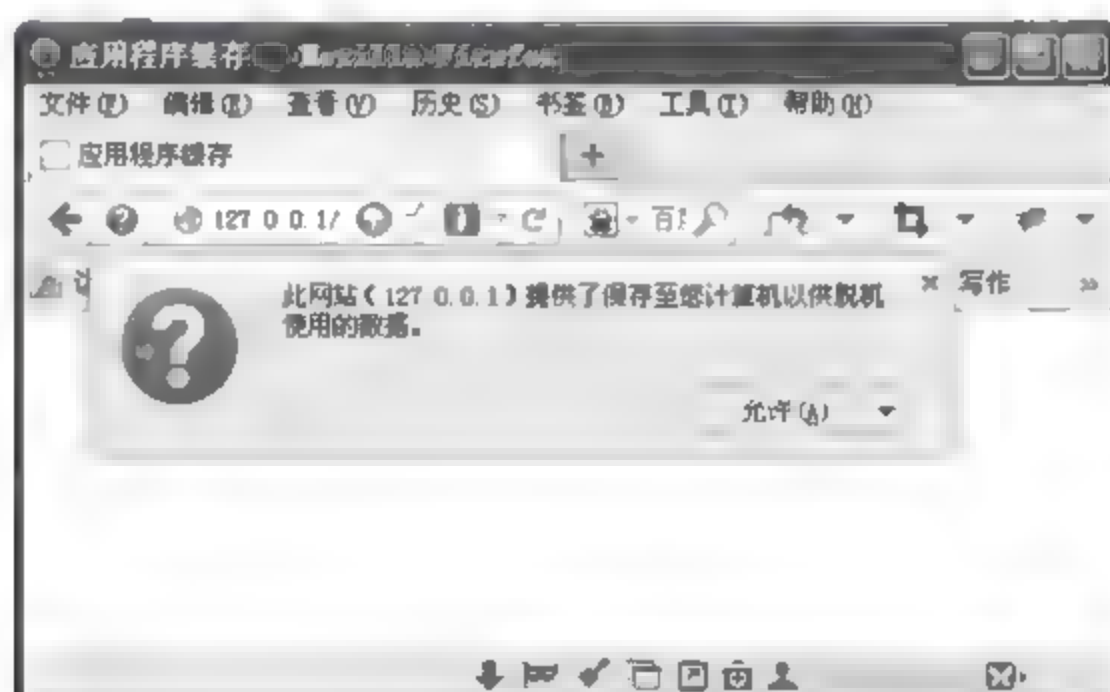 应用程序缓存 - Mozilla Firefox
文件(F) 编辑(E) 查看(V) 历史(S) 书签(B) 工具(T) 帮助(H)
应用程序缓存 +
127.0.0.1/ 百
此网站(127.0.0.1)提供了保存至您计算机以供脱机
使用的数据。
写作 »
允许(A)